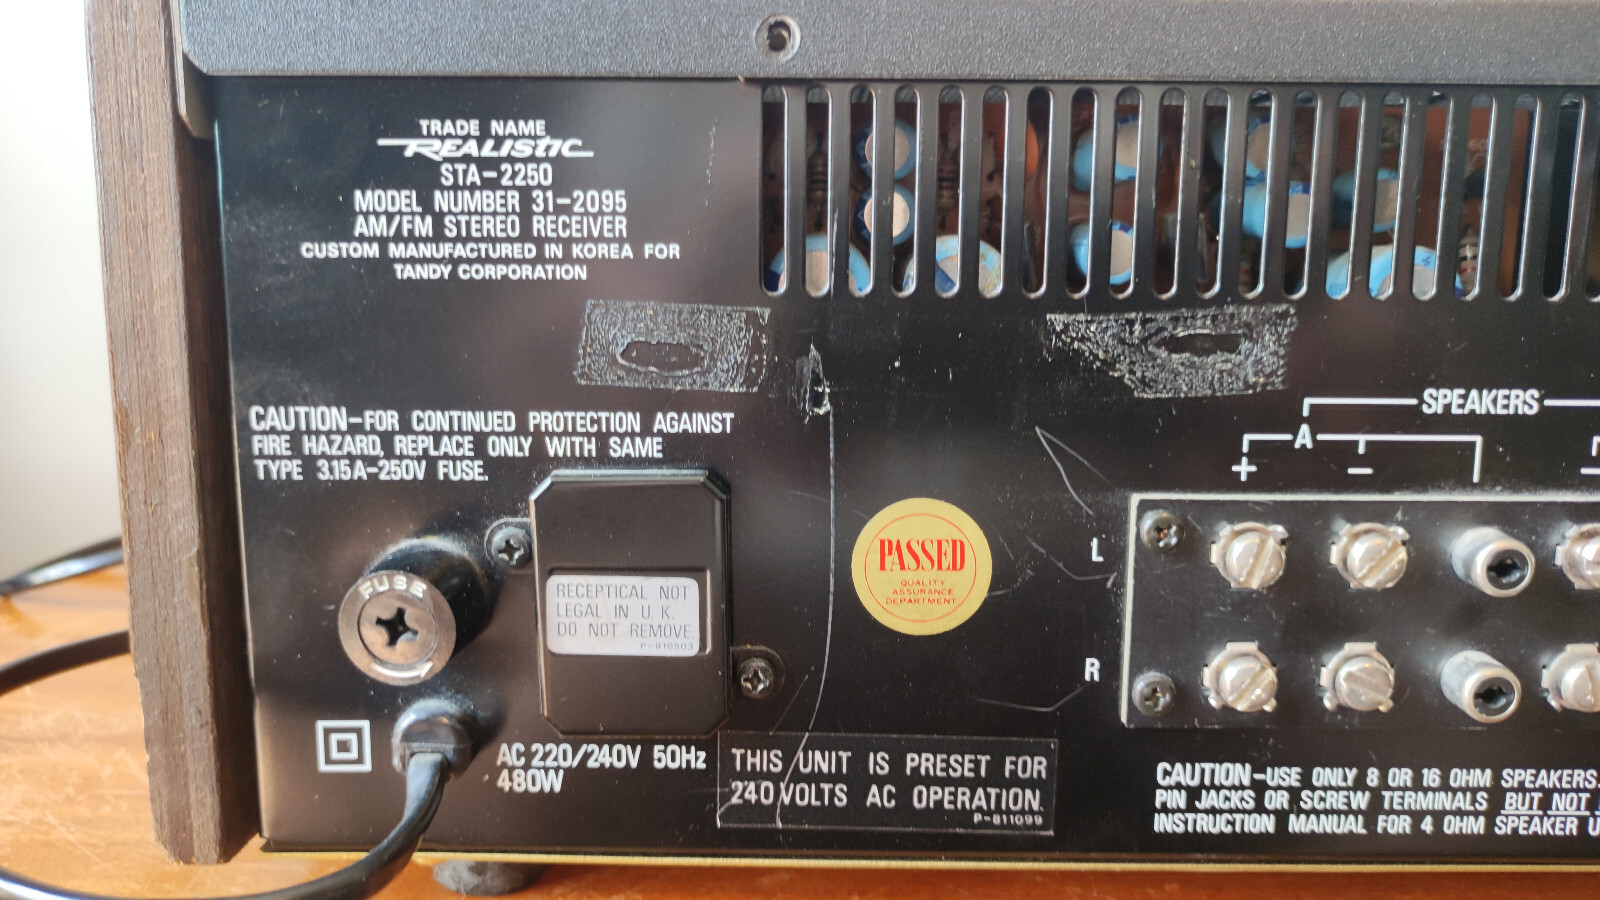 TRADE NAME
REALISTIC
STA-2250
MODEL NUMBER 31-2095
AM/FM STEREO RECEIVER
CUSTOM MANUFACTURED IN KOREA FOR
TANDY CORPORATION
CAUTION-FOR CONTINUED PROTECTION AGAINST
FIRE HAZARD, REPLACE ONLY WITH SAME
TYPE 3.15A-250V FUSE.
FUSE
RECEPTICAL NOT
LEGAL IN U.K.
DO NOT REMOVE.
P-810503
AC 220/240V 50Hz
480W
THIS UNIT IS PRESET FOR
240 VOLTS AC OPERATION.
P-811099
PASSED
QUALITY
ASSURANCE
DEPARTMENT
SPEAKERS
A
+ -
L
R
CAUTION-USE ONLY 8 OR 16 OHM SPEAKERS.
PIN JACKS OR SCREW TERMINALS BUT NOT
INSTRUCTION MANUAL FOR 4 OHM SPEAKER